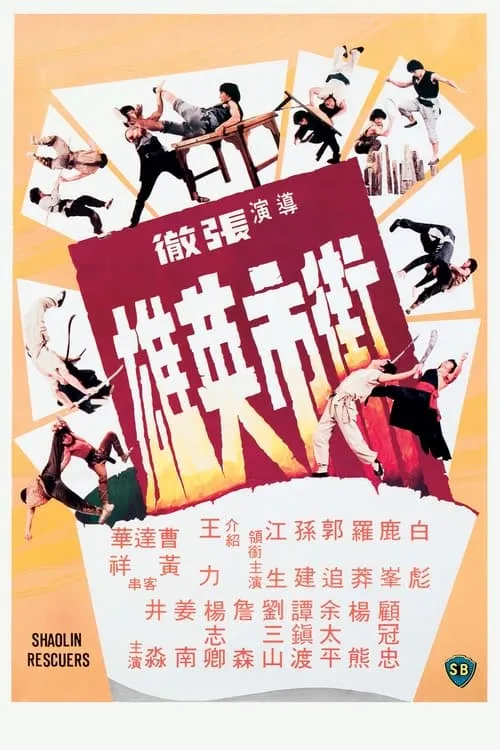 導演張徹
街市英雄
領銜主演
白彪
鹿峯
羅莽
郭追
孫建
江生
介紹
王力
曹達華
黃祥
客串
顧冠忠
楊熊
余太平
譚鎮渡
劉三山
詹森
楊志卿
姜南
井淼
主演
SHAOLIN
RESCUERS
SB